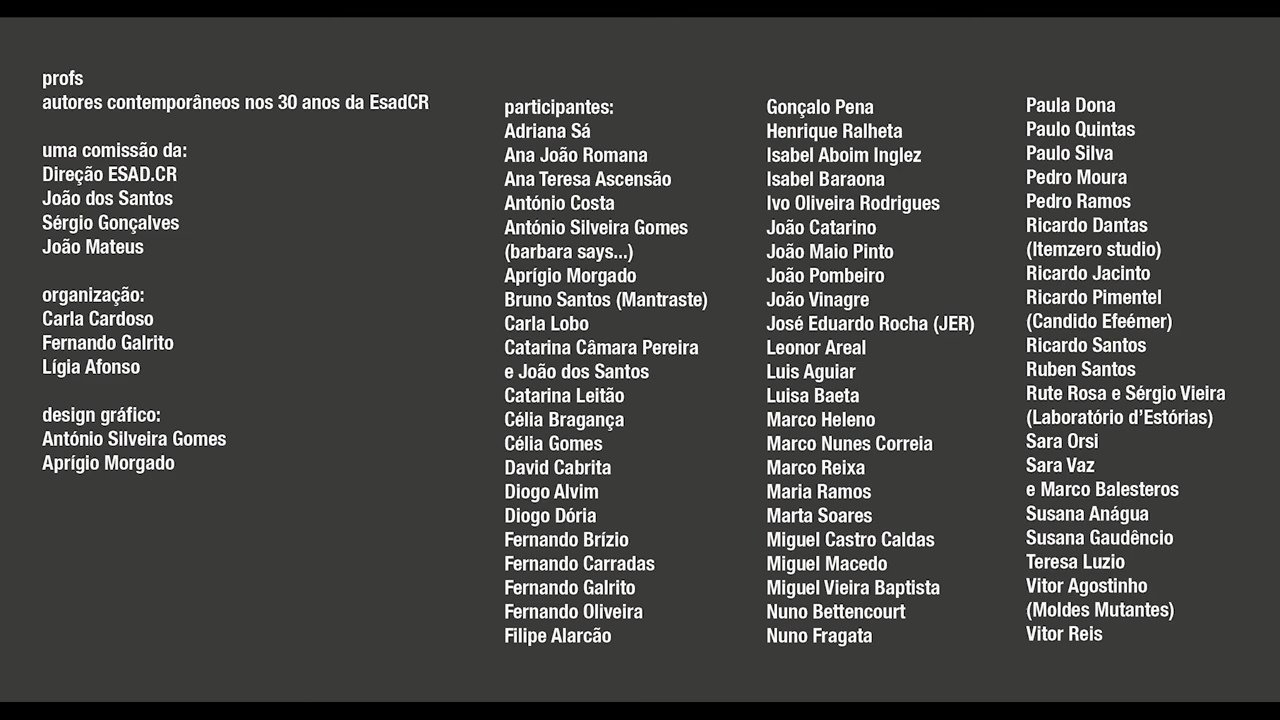 profs
autores contemporâneos nos 30 anos da EsadCR
uma comissão da:
Direção ESAD.CR
João dos Santos
Sérgio Gonçalves
João Mateus
organização:
Carla Cardoso
Fernando Galrito
Lígia Afonso
design gráfico:
António Silveira Gomes
Aprígio Morgado
participantes:
Adriana Sá
Ana João Romana
Ana Teresa Ascensão
António Costa
António Silveira Gomes
(barbara says...)
Aprígio Morgado
Bruno Santos (Mantraste)
Carla Lobo
Catarina Câmara Pereira
e João dos Santos
Catarina Leitão
Célia Bragança
Célia Gomes
David Cabrita
Diogo Alvim
Diogo Dória
Fernando Brízio
Fernando Carradas
Fernando Galrito
Fernando Oliveira
Filipe Alarcão
Gonçalo Pena
Henrique Ralheta
Isabel Aboim Inglez
Isabel Baraona
Ivo Oliveira Rodrigues
João Catarino
João Maio Pinto
João Pombeiro
João Vinagre
José Eduardo Rocha (JER)
Leonor Areal
Luis Aguiar
Luisa Baeta
Marco Heleno
Marco Nunes Correia
Marco Reixa
Maria Ramos
Marta Soares
Miguel Castro Caldas
Miguel Macedo
Miguel Vieira Baptista
Nuno Bettencourt
Nuno Fragata
Paula Dona
Paulo Quintas
Paulo Silva
Pedro Moura
Pedro Ramos
Ricardo Dantas
(Itemzero studio)
Ricardo Jacinto
Ricardo Pimentel
(Candido Efeémer)
Ricardo Santos
Ruben Santos
Rute Rosa e Sérgio Vieira
(Laboratório d’Estórias)
Sara Orsi
Sara Vaz
e Marco Balesteros
Susana Anágua
Susana Gaudêncio
Teresa Luzio
Vitor Agostinho
(Moldes Mutantes)
Vitor Reis